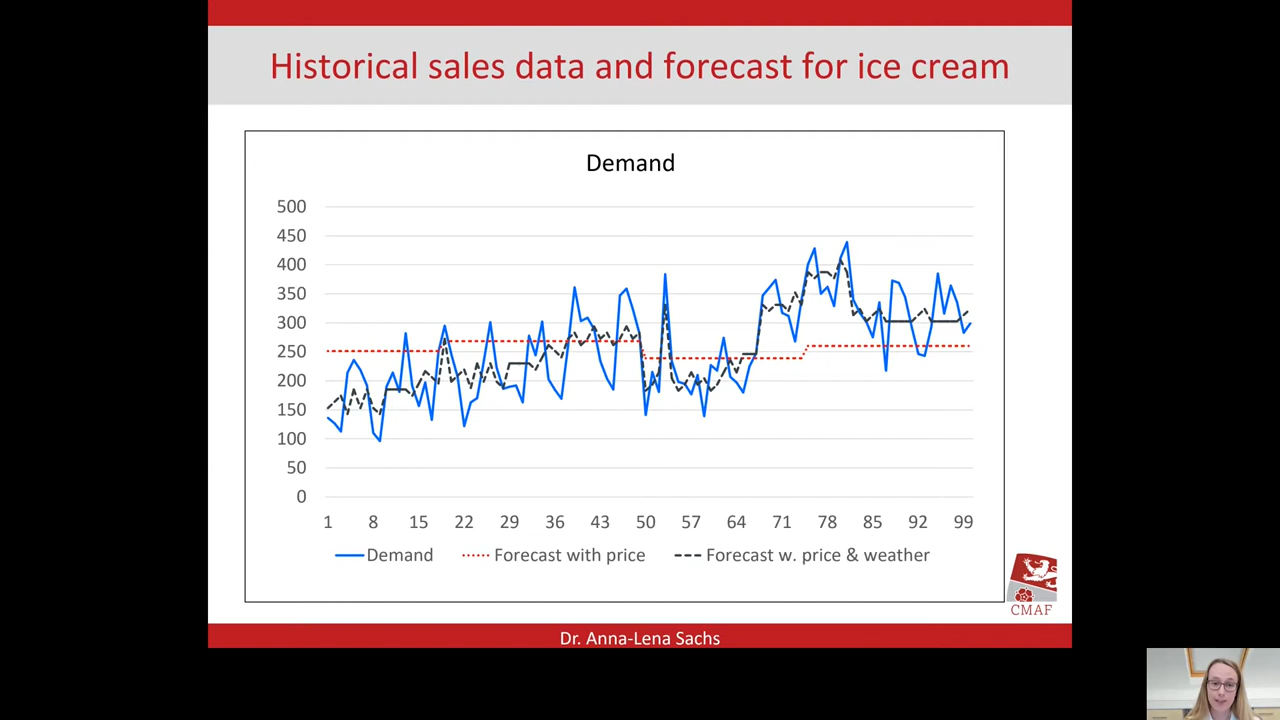 Historical sales data and forecast for ice cream
Demand
500
450
400
350
300
250
200
150
100
50
0
1 8 15 22 29 36 43 50 57 64 71 78 85 92 99
Demand Forecast with price Forecast w. price & weather
CMAF
Dr. Anna-Lena Sachs